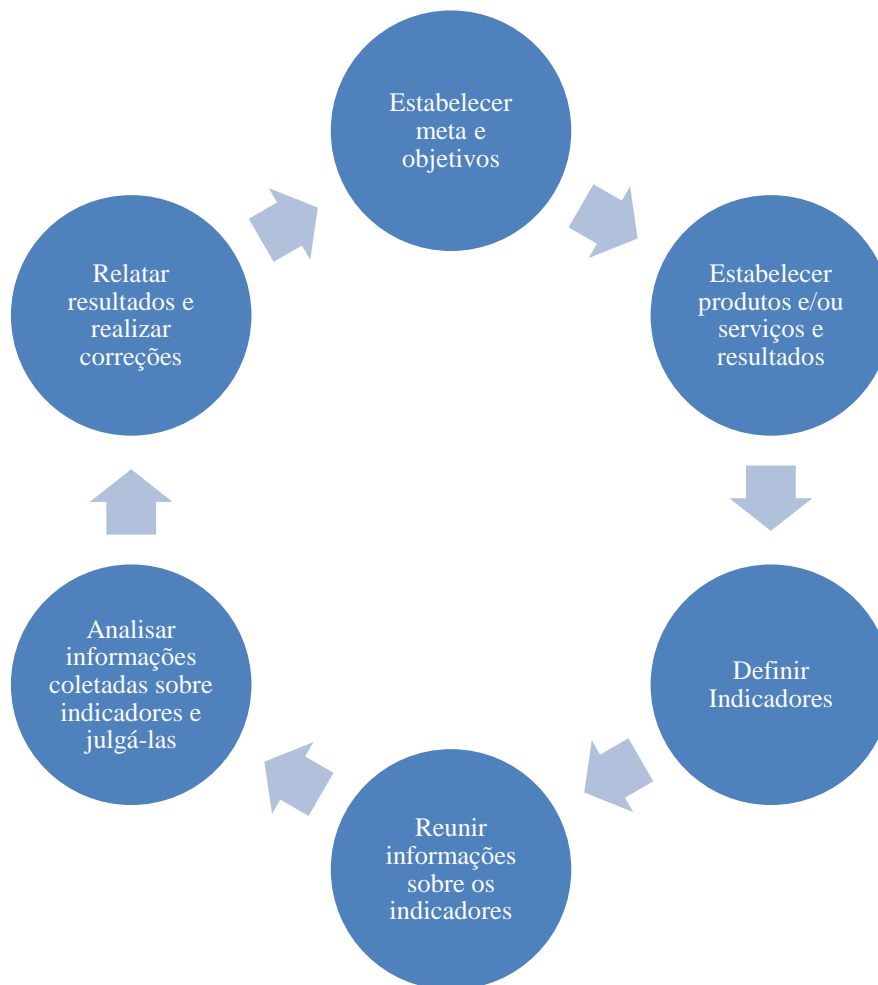 Estabelecer
meta e
objetivos
Estabelecer
produtos e/ou
serviços e
resultados
Definir
Indicadores
Reunir
informações
sobre os
indicadores
Analisar
informações
coletadas sobre
indicadores e
julgá-las
Relatar
resultados e
realizar
correções